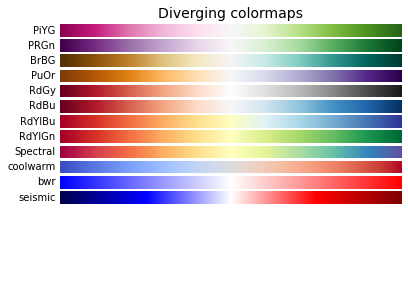 Diverging colormaps
PiYG
PRGn
BrBG
PuOr
RdGy
RdBu
RdYlBu
RdYlGn
Spectral
coolwarm
bwr
seismic